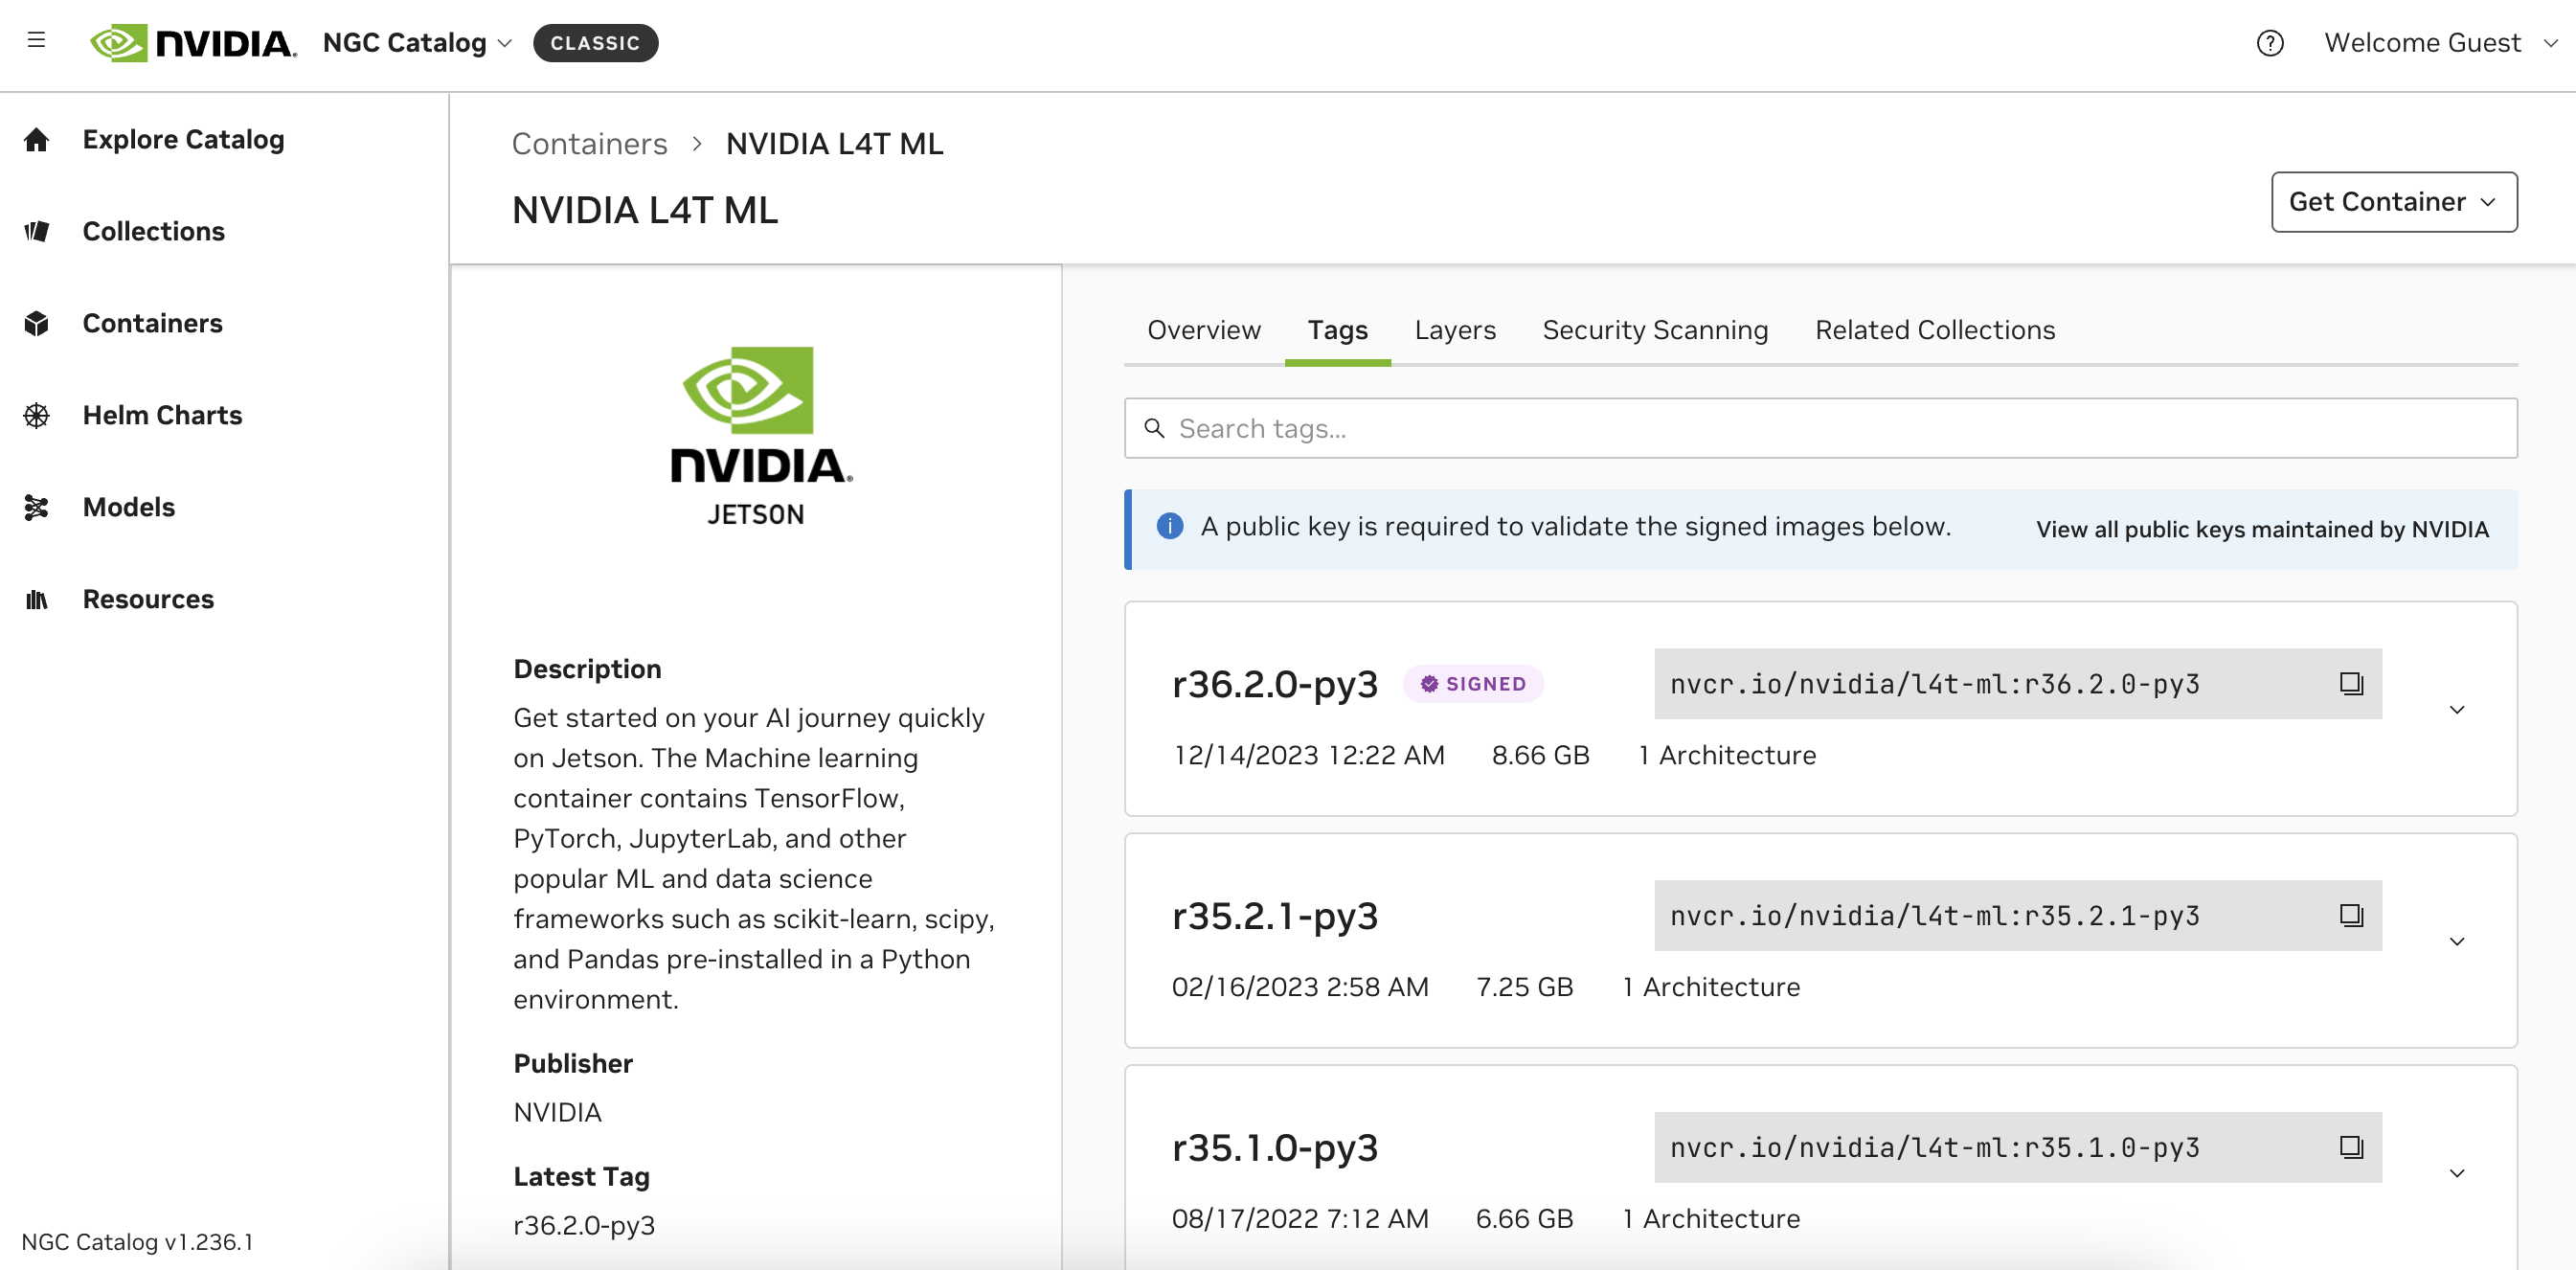 NVIDIA. NGC Catalog CLASSIC Welcome Guest
Explore Catalog
Collections
Containers
Helm Charts
Models
Resources
NGC Catalog v1.236.1
Containers > NVIDIA L4T ML
NVIDIA L4T ML
Get Container
NVIDIA.
JETSON
Description
Get started on your AI journey quickly
on Jetson. The Machine learning
container contains TensorFlow,
PyTorch, JupyterLab, and other
popular ML and data science
frameworks such as scikit-learn, scipy,
and Pandas pre-installed in a Python
environment.
Publisher
NVIDIA
Latest Tag
r36.2.0-py3
Overview Tags Layers Security Scanning Related Collections
Search tags...
A public key is required to validate the signed images below. View all public keys maintained by NVIDIA
r36.2.0-py3 SIGNED nvcr.io/nvidia/l4t-ml:r36.2.0-py3
12/14/2023 12:22 AM 8.66 GB 1 Architecture
r35.2.1-py3 nvcr.io/nvidia/l4t-ml:r35.2.1-py3
02/16/2023 2:58 AM 7.25 GB 1 Architecture
r35.1.0-py3 nvcr.io/nvidia/l4t-ml:r35.1.0-py3
08/17/2022 7:12 AM 6.66 GB 1 Architecture